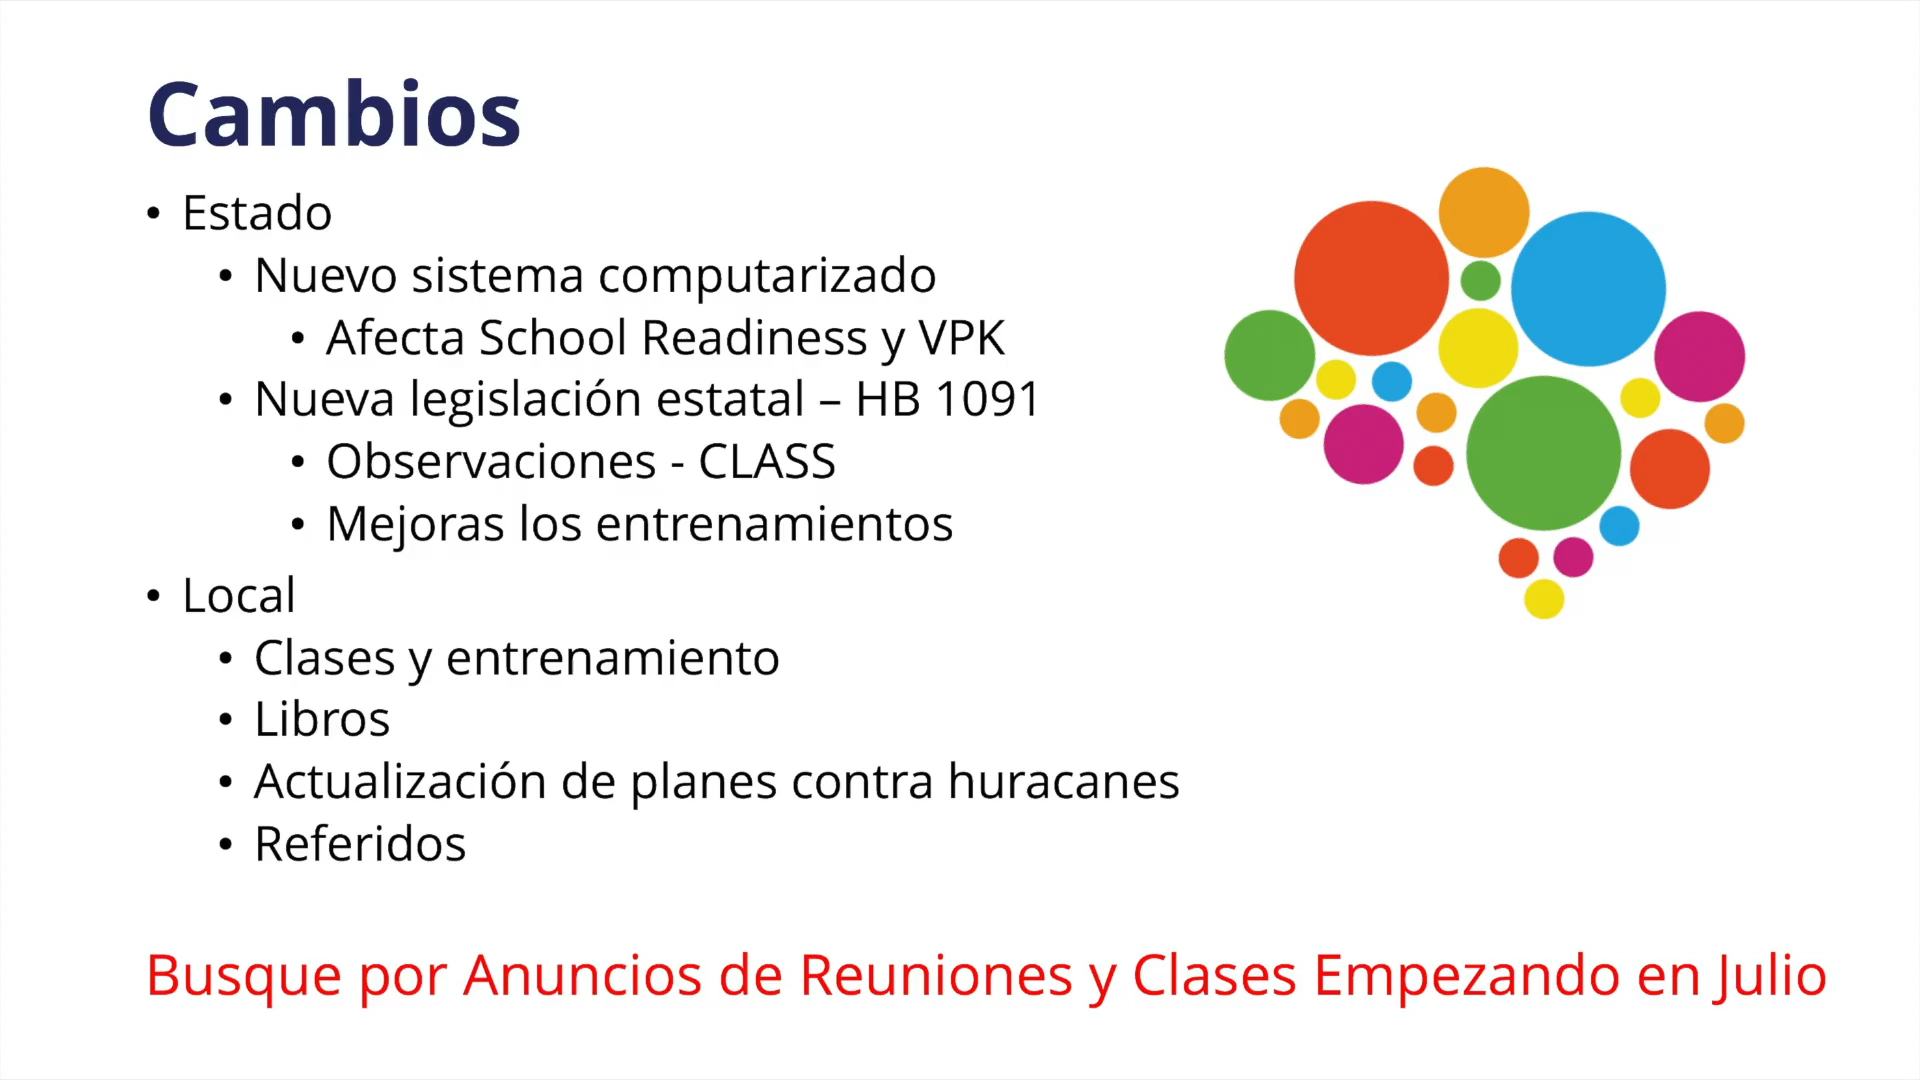 Cambios
• Estado
• Nuevo sistema computarizado
• Afecta School Readiness y VPK
• Nueva legislación estatal – HB 1091
• Observaciones - CLASS
• Mejoras los entrenamientos
• Local
• Clases y entrenamiento
• Libros
• Actualización de planes contra huracanes
• Referidos
Busque por Anuncios de Reuniones y Clases Empezando en Julio